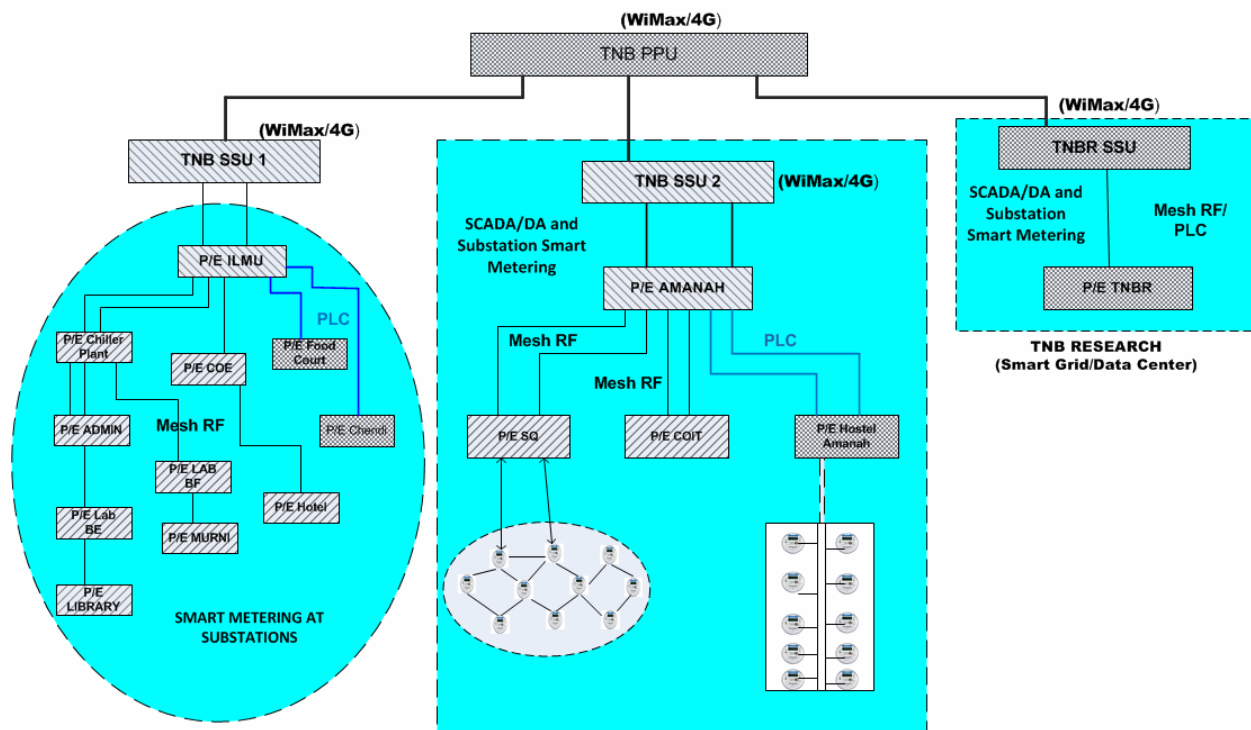 (WiMax/4G)
TNB PPU
(WiMax/4G)
TNB SSU 1
P/E ILMU
PLC
P/E Chiller
Plant
P/E COE
P/E Food
Court
P/E ADMIN
Mesh RF
P/E Chendi
P/E LAB
BF
P/E Hotel
P/E Lab
BE
P/E MURNI
P/E
LIBRARY
SMART METERING AT
SUBSTATIONS
TNB SSU 2
(WiMax/4G)
SCADA/DA and
Substation Smart
Metering
P/E AMANAH
Mesh RF
PLC
Mesh RF
P/E SQ
P/E COIT
P/E Hostel
Amanah
(WiMax/4G)
TNBR SSU
SCADA/DA and
Substation
Smart Metering
Mesh RF/
PLC
P/E TNBR
TNB RESEARCH
(Smart Grid/Data Center)